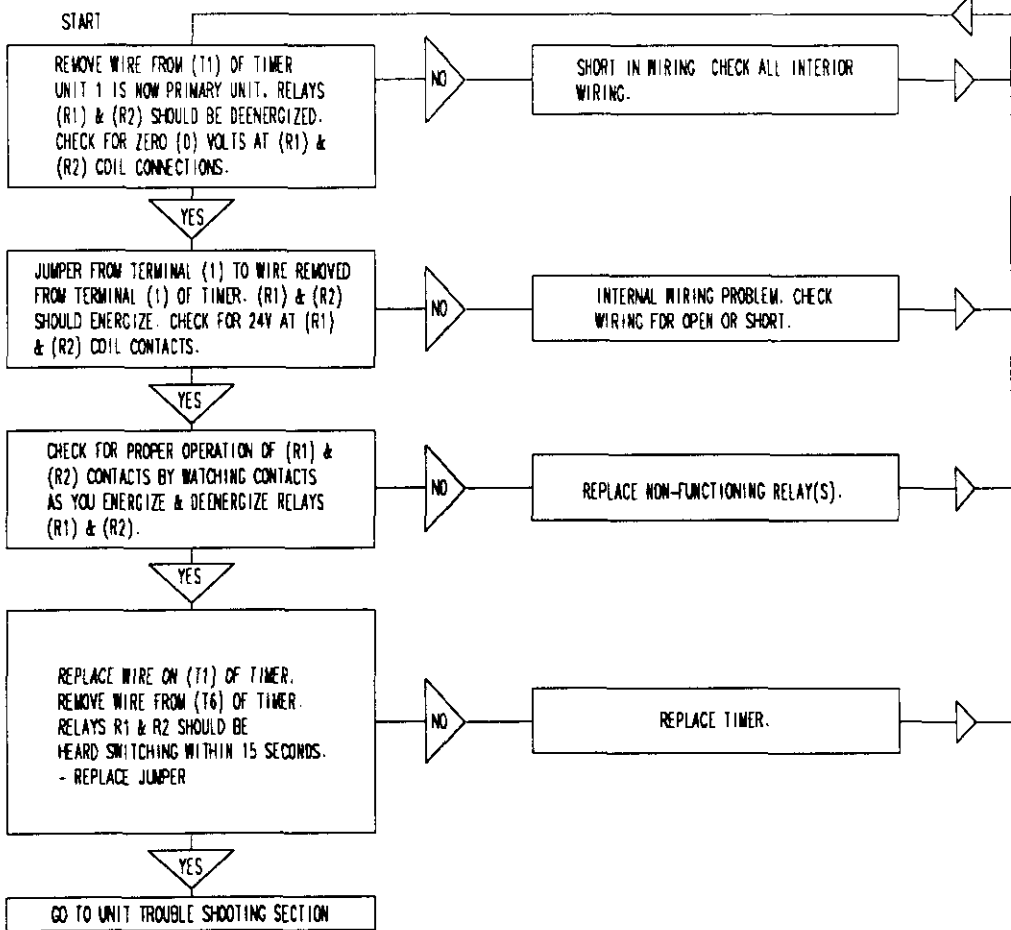 START
REMOVE WIRE FROM (T1) OF TIMER
UNIT 1 IS NOW PRIMARY UNIT. RELAYS
(R1) & (R2) SHOULD BE DEENERGIZED.
CHECK FOR ZERO (0) VOLTS AT (R1) &
(R2) COIL CONNECTIONS.
NO
SHORT IN WIRING CHECK ALL INTERIOR
WIRING.
YES
JUMPER FROM TERMINAL (1) TO WIRE REMOVED
FROM TERMINAL (1) OF TIMER. (R1) & (R2)
SHOULD ENERGIZE. CHECK FOR 24V AT (R1)
& (R2) COIL CONTACTS.
NO
INTERNAL WIRING PROBLEM. CHECK
WIRING FOR OPEN OR SHORT.
YES
CHECK FOR PROPER OPERATION OF (R1) &
(R2) CONTACTS BY WATCHING CONTACTS
AS YOU ENERGIZE & DEENERGIZE RELAYS
(R1) & (R2).
NO
REPLACE NON-FUNCTIONING RELAY(S).
YES
REPLACE WIRE ON (T1) OF TIMER.
REMOVE WIRE FROM (T6) OF TIMER.
RELAYS R1 & R2 SHOULD BE
HEARD SWITCHING WITHIN 15 SECONDS.
- REPLACE JUMPER
NO
REPLACE TIMER.
YES
GO TO UNIT TROUBLE SHOOTING SECTION